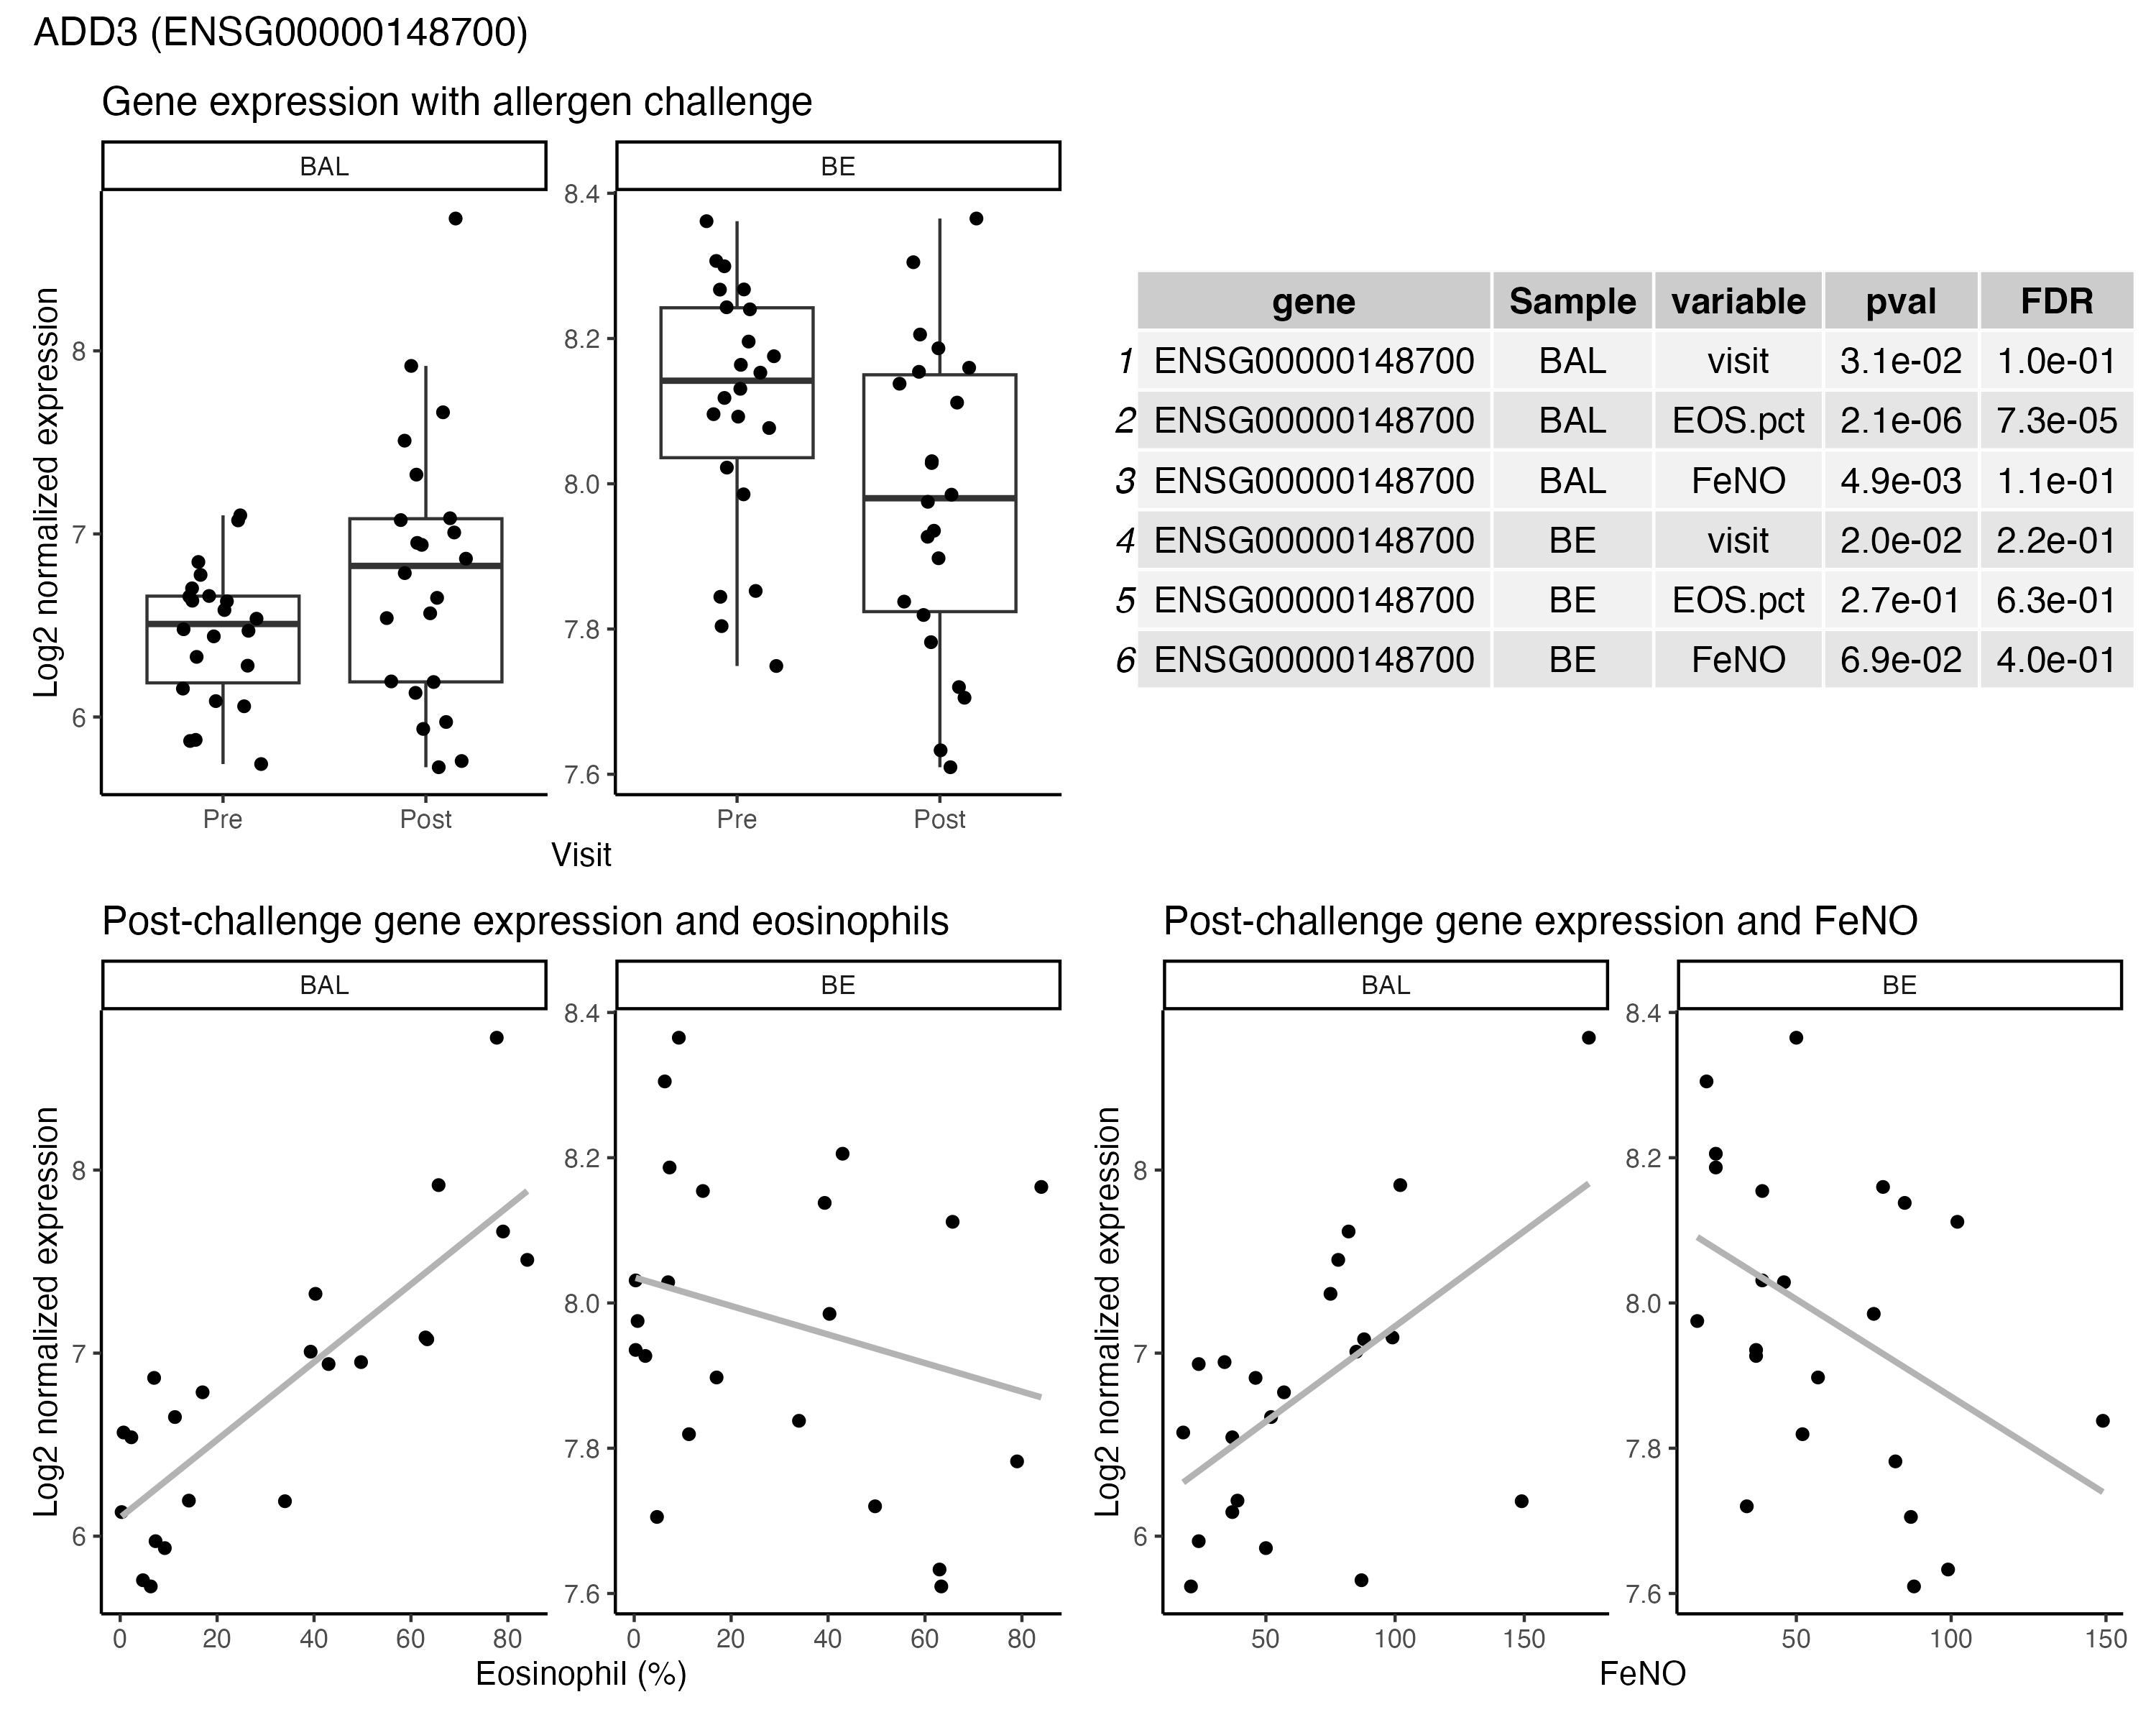 ADD3 (ENSG00000148700)
Gene expression with allergen challenge
BAL
BE
Log2 normalized expression
8
7
6
8.4
8.2
8.0
7.8
7.6
Pre
Post
Pre
Post
Visit
gene Sample variable pval FDR
1 ENSG00000148700 BAL visit 3.1e-02 1.0e-01
2 ENSG00000148700 BAL EOS.pct 2.1e-06 7.3e-05
3 ENSG00000148700 BAL FeNO 4.9e-03 1.1e-01
4 ENSG00000148700 BE visit 2.0e-02 2.2e-01
5 ENSG00000148700 BE EOS.pct 2.7e-01 6.3e-01
6 ENSG00000148700 BE FeNO 6.9e-02 4.0e-01
Post-challenge gene expression and eosinophils
BAL
BE
Log2 normalized expression
8
7
6
8.4
8.2
8.0
7.8
7.6
0 20 40 60 80
0 20 40 60 80
Eosinophil (%)
Post-challenge gene expression and FeNO
BAL
BE
Log2 normalized expression
8
7
6
8.4
8.2
8.0
7.8
7.6
50 100 150
50 100 150
FeNO